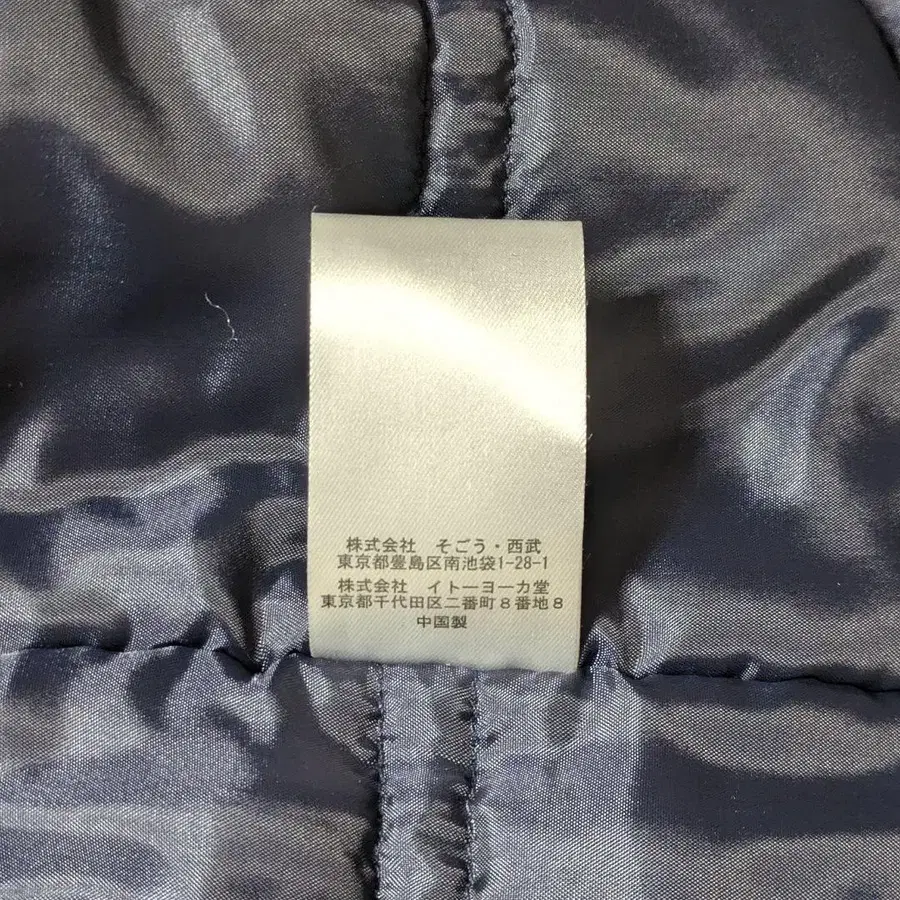 株式会社　そごう・西武
東京都豊島区南池袋1-28-1
株式会社　イトーヨーカ堂
東京都千代田区二番町８番地８
中国製